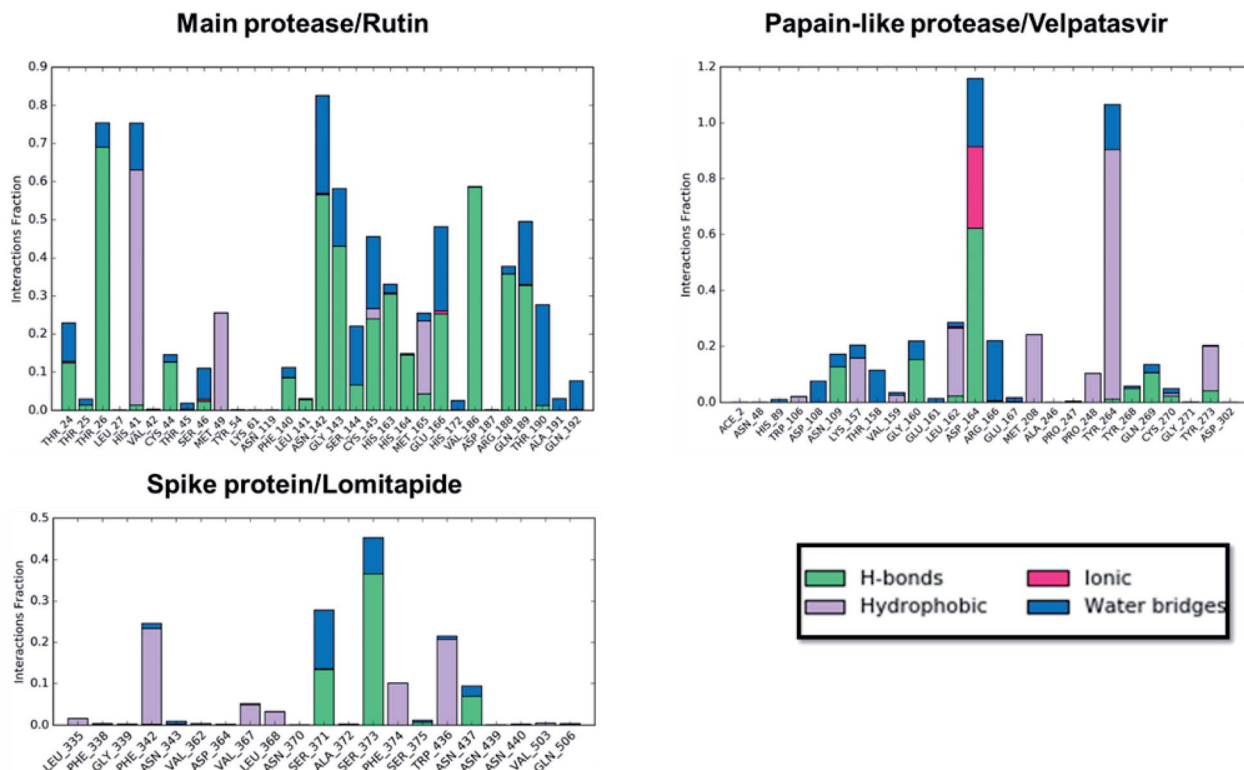 Main protease/Rutin
Interactions Fraction
0.9
0.8
0.7
0.6
0.5
0.4
0.3
0.2
0.1
0.0
THR_24
THR_25
THR_26
LEU_27
HIS_41
VAL_42
CYS_44
THR_45
SER_46
MET_49
TYR_54
LYS_61
ASN_119
PHE_140
LEU_141
ASN_142
GLY_143
SER_144
CYS_145
HIS_163
HIS_164
MET_165
GLU_166
HIS_172
VAL_186
ASP_187
ARG_188
GLN_189
THR_190
ALA_191
GLN_192
Papain-like protease/Velpatasvir
Interactions Fraction
1.2
1.0
0.8
0.6
0.4
0.2
0.0
ACE_2
ASN_48
HIS_89
TRP_106
ASP_108
ASN_109
LYS_157
THR_158
VAL_159
GLY_160
GLU_161
LEU_162
ASP_164
ARG_166
GLU_167
MET_208
ALA_246
PRO_247
PRO_248
TYR_264
TYR_268
GLN_269
CYS_270
GLY_271
TYR_273
ASP_302
Spike protein/Lomitapide
Interactions Fraction
0.5
0.4
0.3
0.2
0.1
0.0
LEU_335
PHE_338
GLY_339
PHE_342
ASN_343
VAL_362
ASP_364
VAL_367
LEU_368
ASN_370
SER_371
ALA_372
SER_373
PHE_374
SER_375
TRP_436
ASN_437
ASN_439
ASN_440
VAL_503
GLN_506
H-bonds
Ionic
Hydrophobic
Water bridges